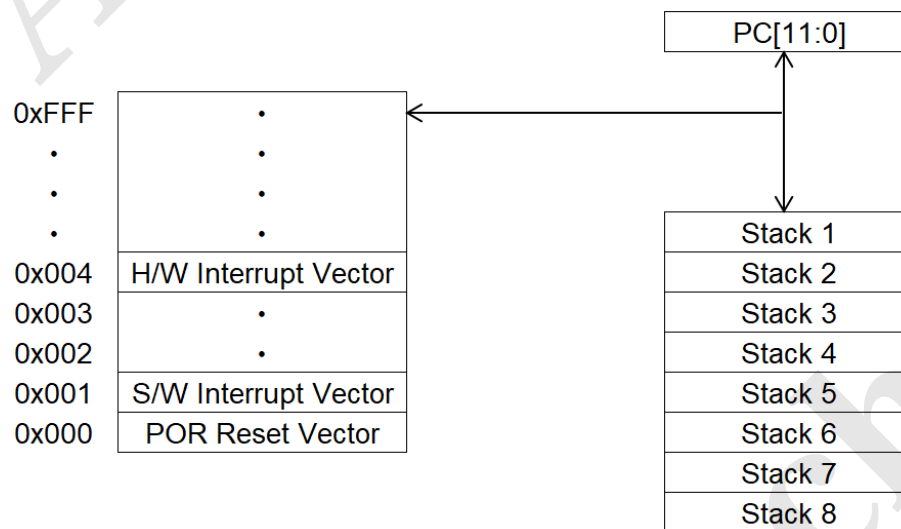 PC[11:0]
0xFFF •
• •
• •
• •
0x004 H/W Interrupt Vector
0x003 •
0x002 •
0x001 S/W Interrupt Vector
0x000 POR Reset Vector
Stack 1
Stack 2
Stack 3
Stack 4
Stack 5
Stack 6
Stack 7
Stack 8